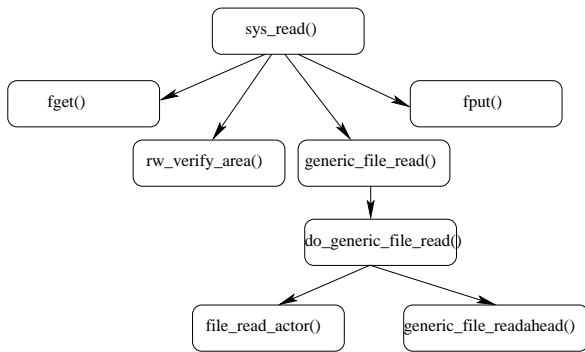 sys_read()
fget()
fput()
rw_verify_area()
generic_file_read()
do_generic_file_read()
file_read_actor()
generic_file_readahead()